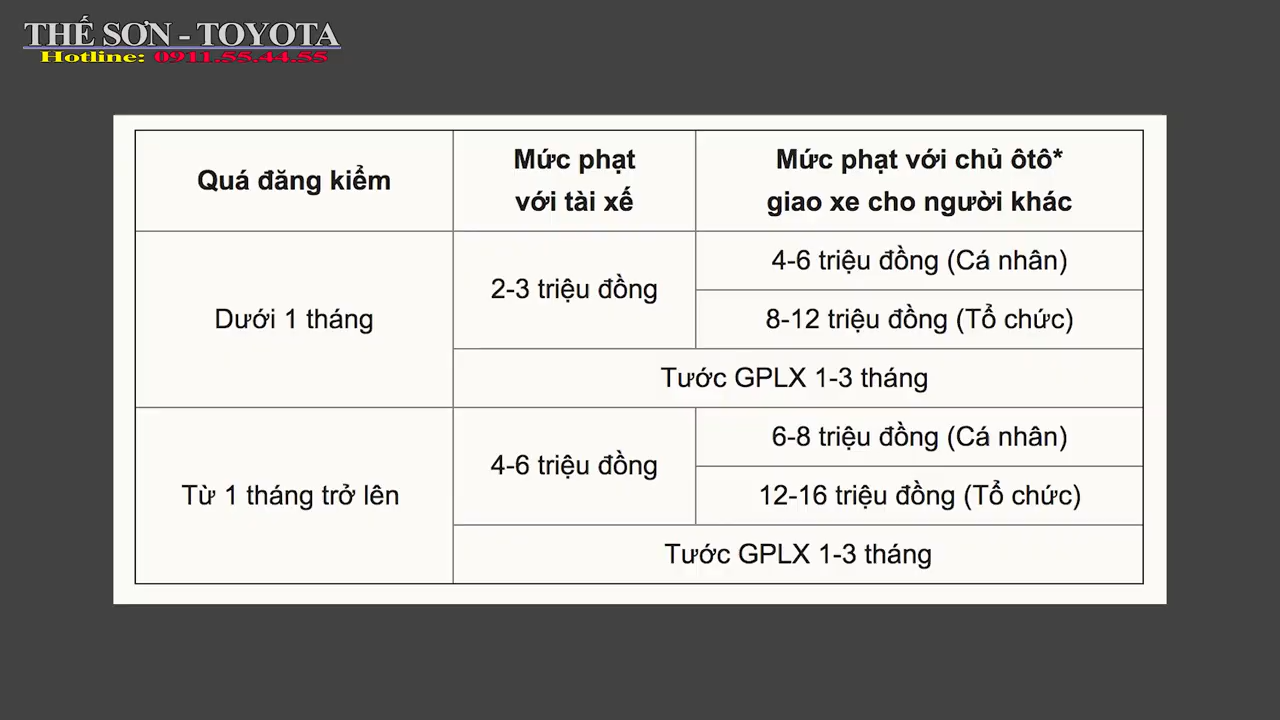 THẾ SƠN - TOYOTA
Hotline: 0911.55.44.55
Quá đăng kiểm
Mức phạt
với tài xế
Mức phạt với chủ ôtô*
giao xe cho người khác
Dưới 1 tháng
2-3 triệu đồng
4-6 triệu đồng (Cá nhân)
8-12 triệu đồng (Tổ chức)
Tước GPLX 1-3 tháng
Từ 1 tháng trở lên
4-6 triệu đồng
6-8 triệu đồng (Cá nhân)
12-16 triệu đồng (Tổ chức)
Tước GPLX 1-3 tháng